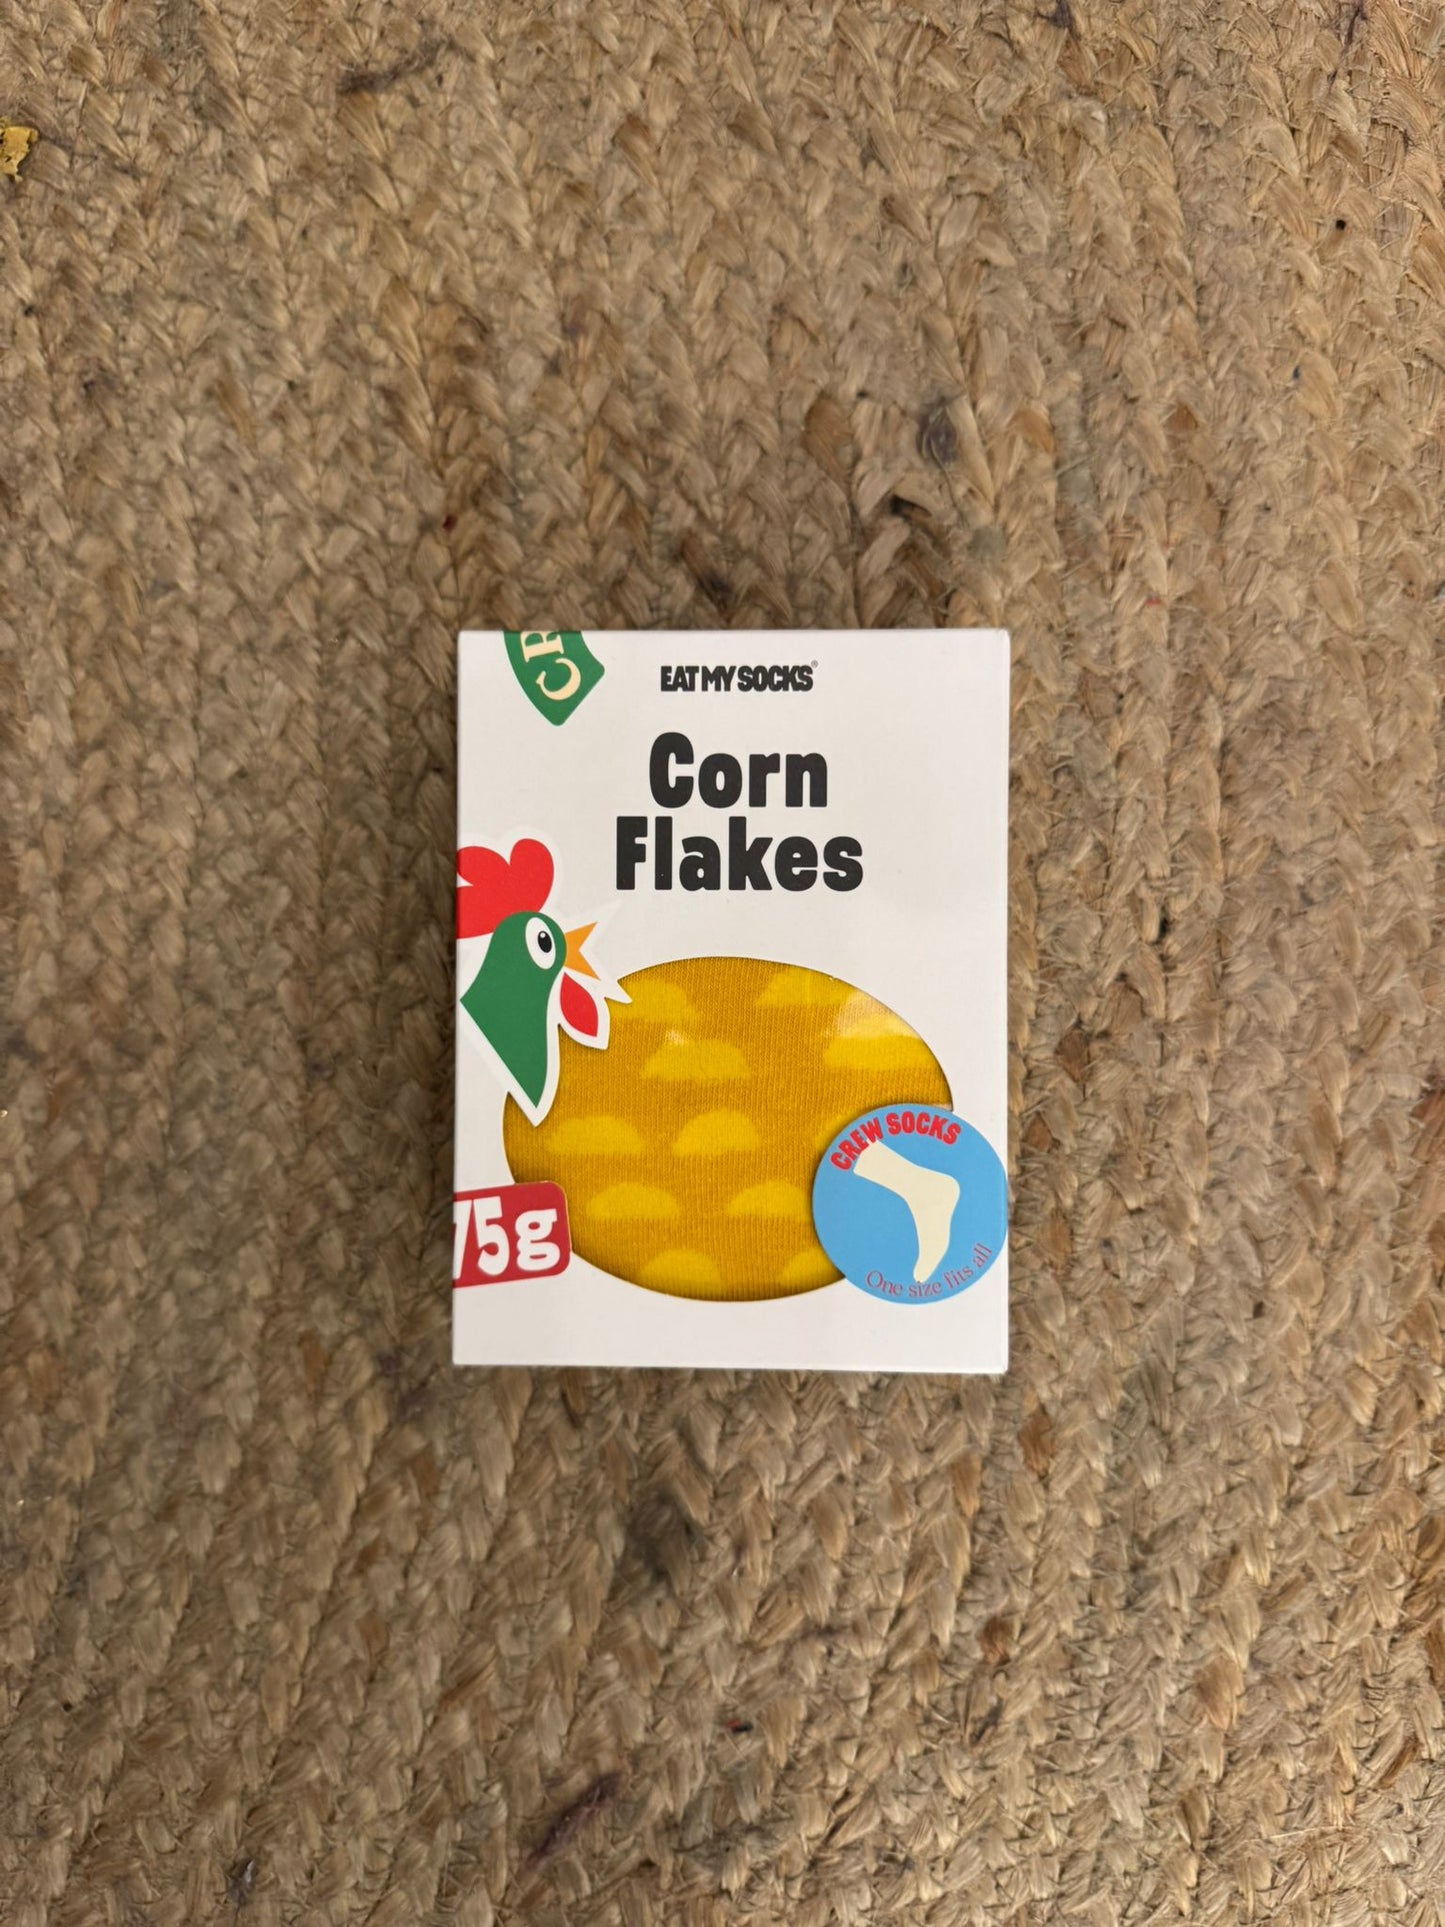 EAT MY SOCKS®
Corn
Flakes
75g
CREW SOCKS
One size fits all